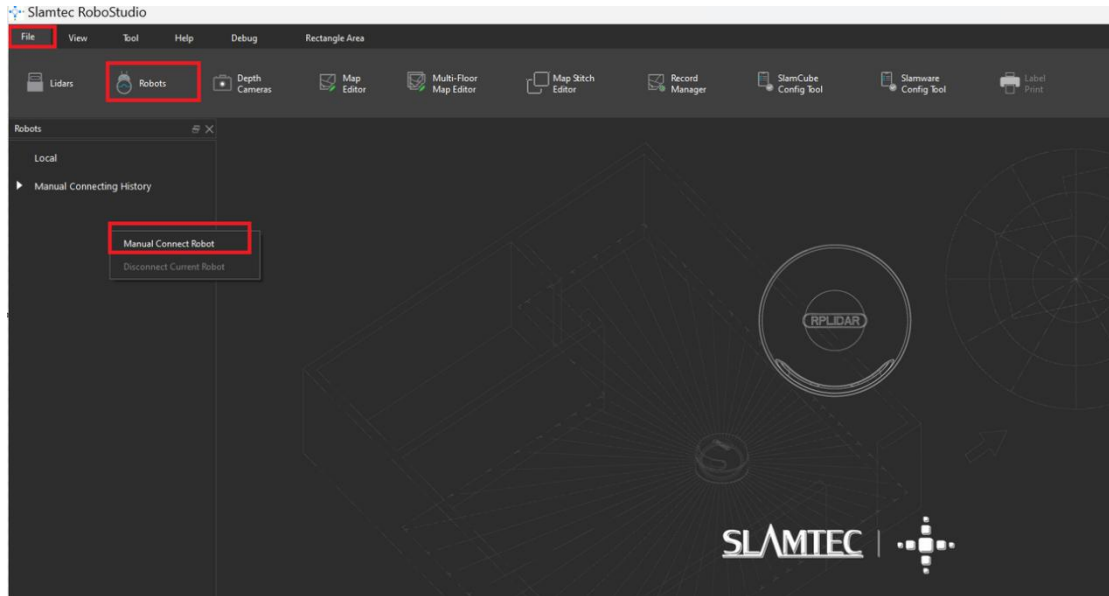 Slamtec RoboStudio
File View Tool Help Debug Rectangle Area
Lidars Robots Depth Cameras Map Editor Multi-Floor Map Editor Map Stitch Editor Record Manager SlamCube Config Tool Slamware Config Tool Label Print
Robots
Local
Manual Connecting History
Manual Connect Robot
Disconnect Current Robot
RPLIDAR
SLAMTEC